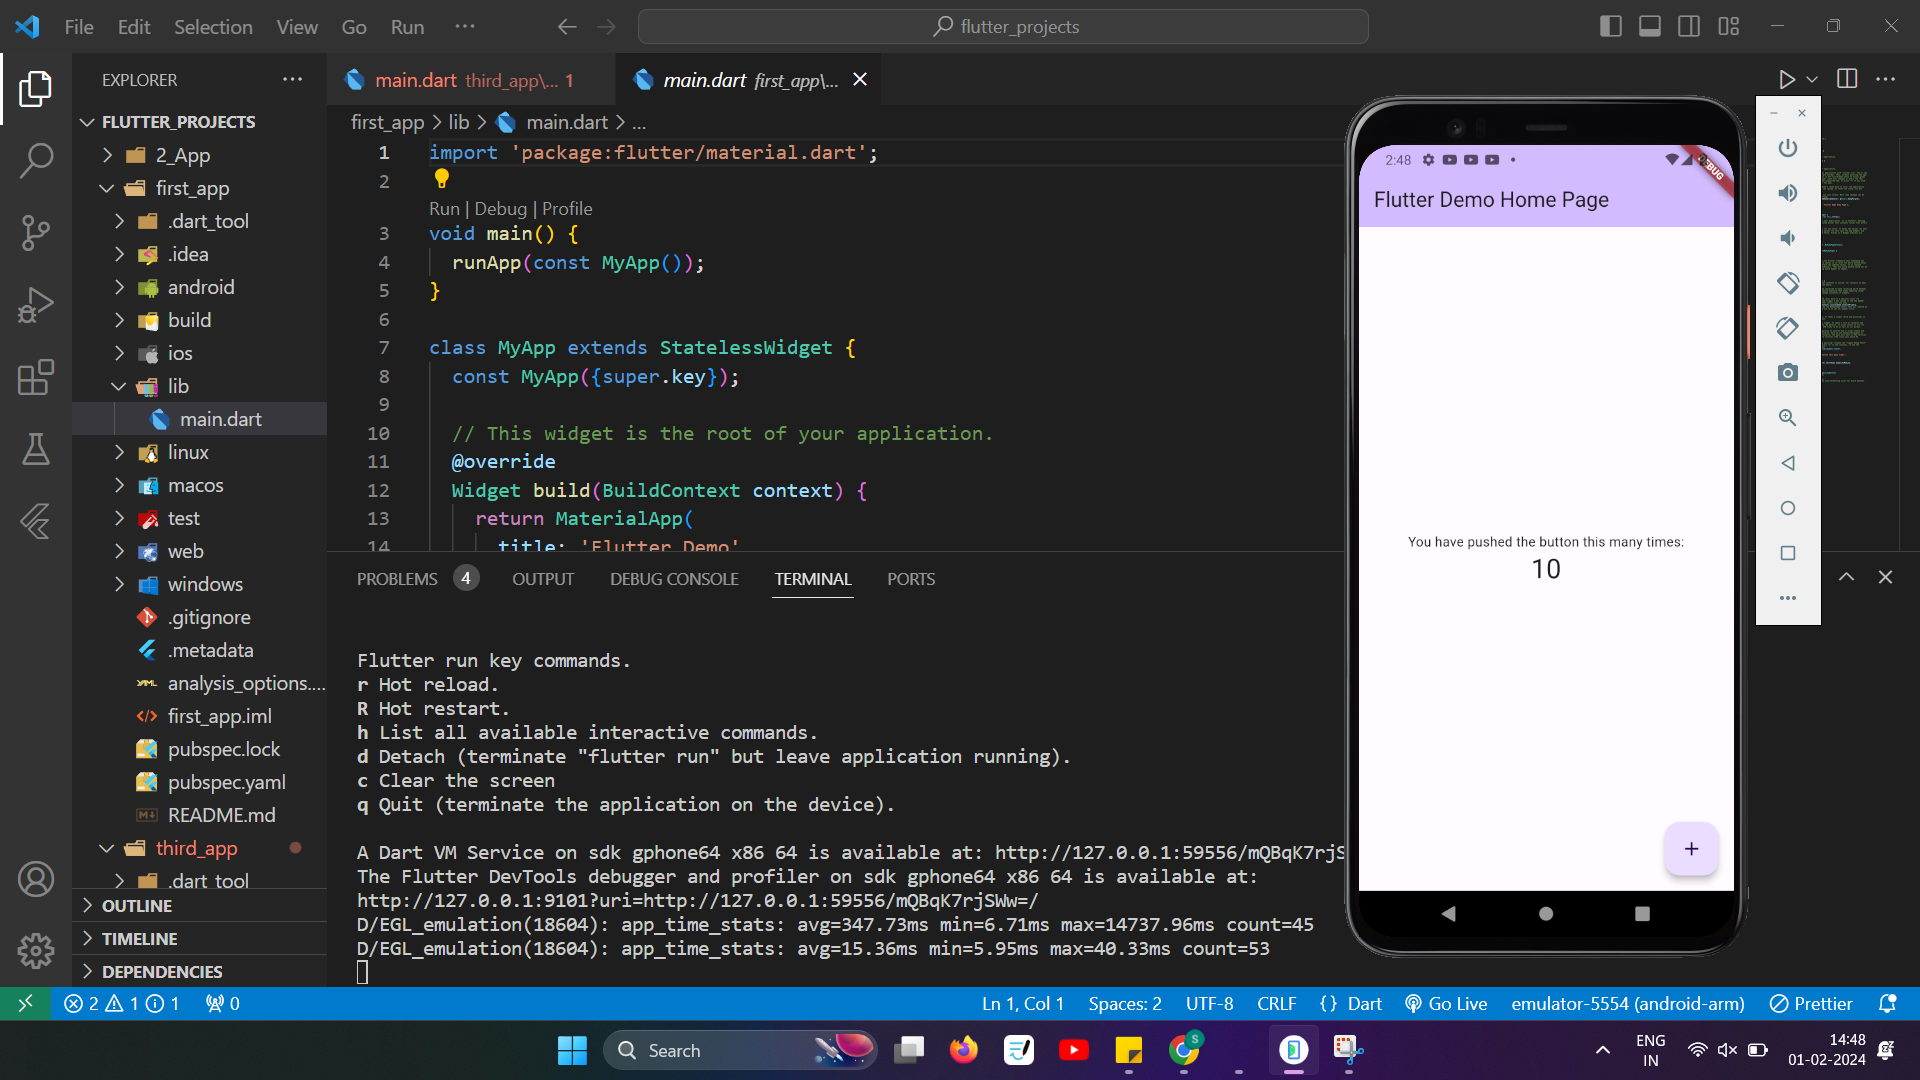 File Edit Selection View Go Run ...
flutter_projects
EXPLORER ...
FLUTTER_PROJECTS
2_App
first_app
.dart_tool
.idea
android
build
ios
lib
main.dart
linux
macos
test
web
windows
.gitignore
.metadata
analysis_options....
first_app.iml
pubspec.lock
pubspec.yaml
README.md
third_app
.dart_tool
OUTLINE
TIMELINE
DEPENDENCIES
main.dart third_app\... 1
main.dart first_app\...
first_app > lib > main.dart > ...
1 import 'package:flutter/material.dart';
2
Run | Debug | Profile
3 void main() {
4 runApp(const MyApp());
5 }
6
7 class MyApp extends StatelessWidget {
8 const MyApp({super.key});
9
10 // This widget is the root of your application.
11 @override
12 Widget build(BuildContext context) {
13 return MaterialApp(
14 title: 'Flutter Demo'
PROBLEMS 4 OUTPUT DEBUG CONSOLE TERMINAL PORTS
Flutter run key commands.
r Hot reload.
R Hot restart.
h List all available interactive commands.
d Detach (terminate "flutter run" but leave application running).
c Clear the screen
q Quit (terminate the application on the device).
A Dart VM Service on sdk gphone64 x86 64 is available at: http://127.0.0.1:59556/mQBqK7rjS
The Flutter DevTools debugger and profiler on sdk gphone64 x86 64 is available at:
http://127.0.0.1:9101?uri=http://127.0.0.1:59556/mQBqK7rjSWw=/
D/EGL_emulation(18604): app_time_stats: avg=347.73ms min=6.71ms max=14737.96ms count=45
D/EGL_emulation(18604): app_time_stats: avg=15.36ms min=5.95ms max=40.33ms count=53
2:48
DEBUG
Flutter Demo Home Page
You have pushed the button this many times:
10
+
2 1 1 0
Ln 1, Col 1 Spaces: 2 UTF-8 CRLF {} Dart Go Live emulator-5554 (android-arm) Prettier
Search
S
ENG
IN
14:48
01-02-2024